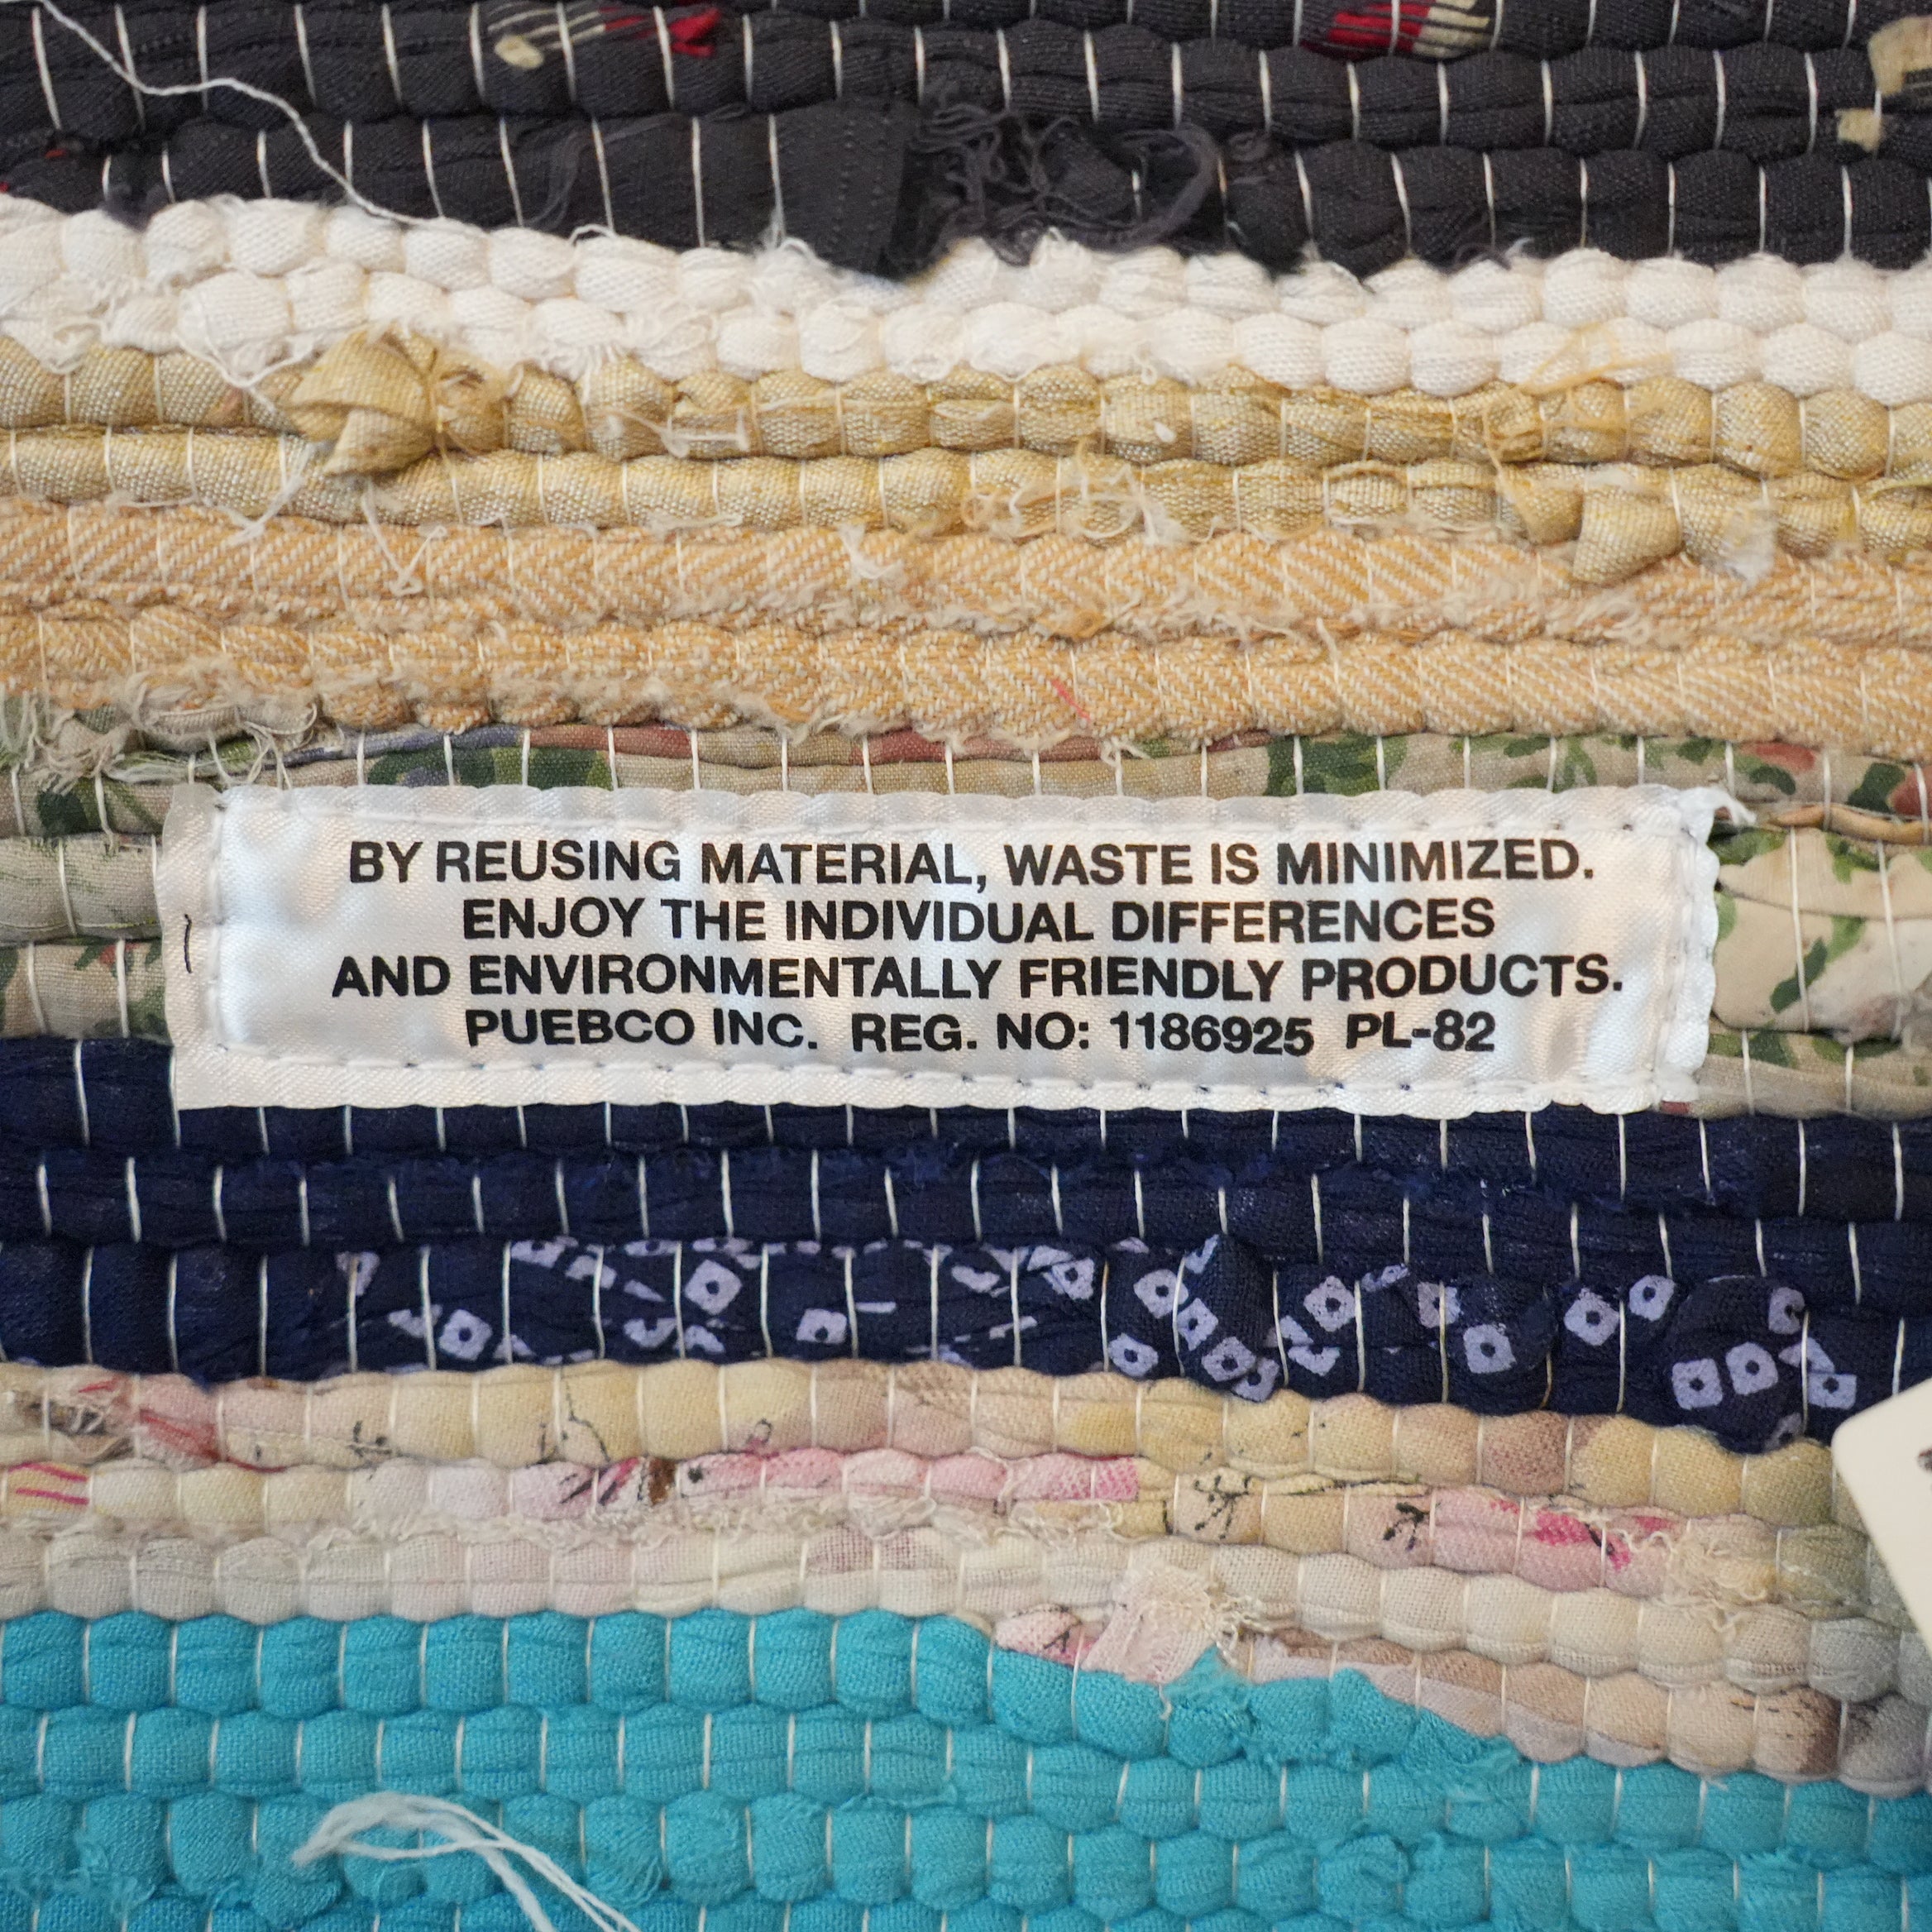 BY REUSING MATERIAL, WASTE IS MINIMIZED.
ENJOY THE INDIVIDUAL DIFFERENCES
AND ENVIRONMENTALLY FRIENDLY PRODUCTS.
PUEBCO INC. REG. NO: 1186925 PL-82